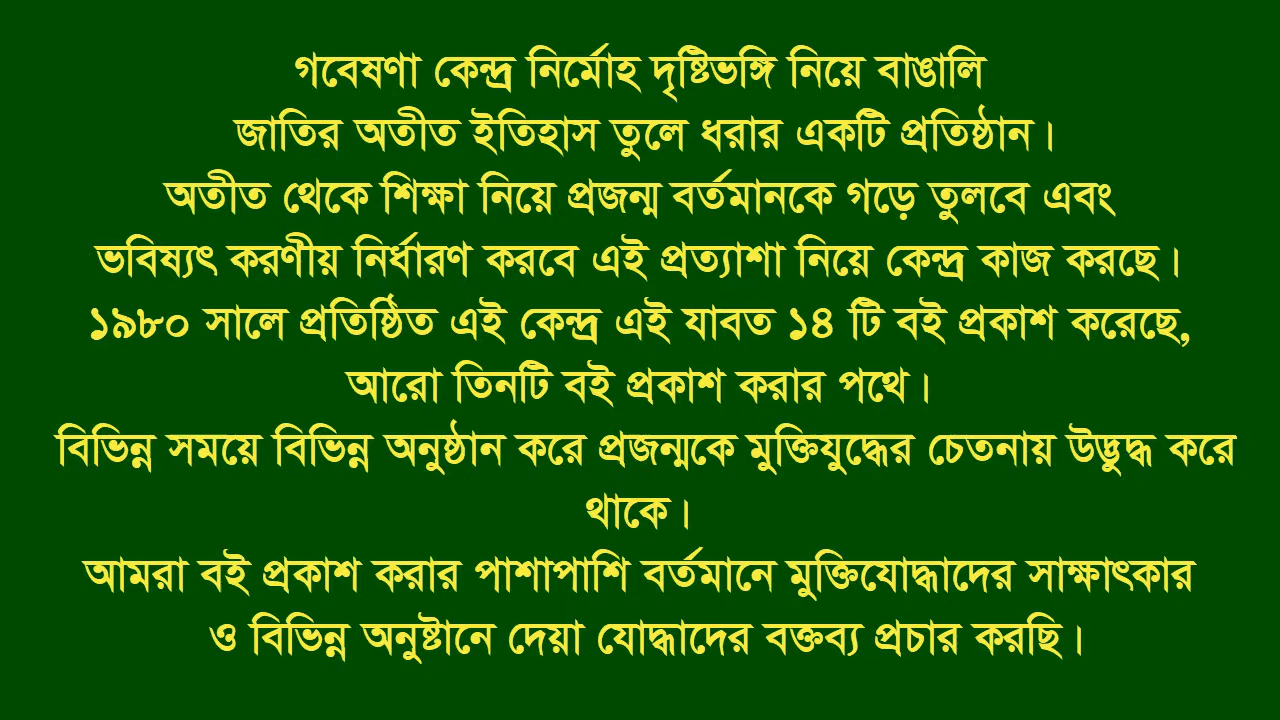 গবেষণা কেন্দ্র নির্মোহ দৃষ্টিভঙ্গি নিয়ে বাঙালি
জাতির অতীত ইতিহাস তুলে ধরার একটি প্রতিষ্ঠান।
অতীত থেকে শিক্ষা নিয়ে প্রজন্ম বর্তমানকে গড়ে তুলবে এবং
ভবিষ্যৎ করণীয় নির্ধারণ করবে এই প্রত্যাশা নিয়ে কেন্দ্র কাজ করছে।
১৯৮০ সালে প্রতিষ্ঠিত এই কেন্দ্র এই যাবত ১৪ টি বই প্রকাশ করেছে,
আরো তিনটি বই প্রকাশ করার পথে।
বিভিন্ন সময়ে বিভিন্ন অনুষ্ঠান করে প্রজন্মকে মুক্তিযুদ্ধের চেতনায় উদ্ভুদ্ধ করে
থাকে।
আমরা বই প্রকাশ করার পাশাপাশি বর্তমানে মুক্তিযোদ্ধাদের সাক্ষাৎকার
ও বিভিন্ন অনুষ্টানে দেয়া যোদ্ধাদের বক্তব্য প্রচার করছি।